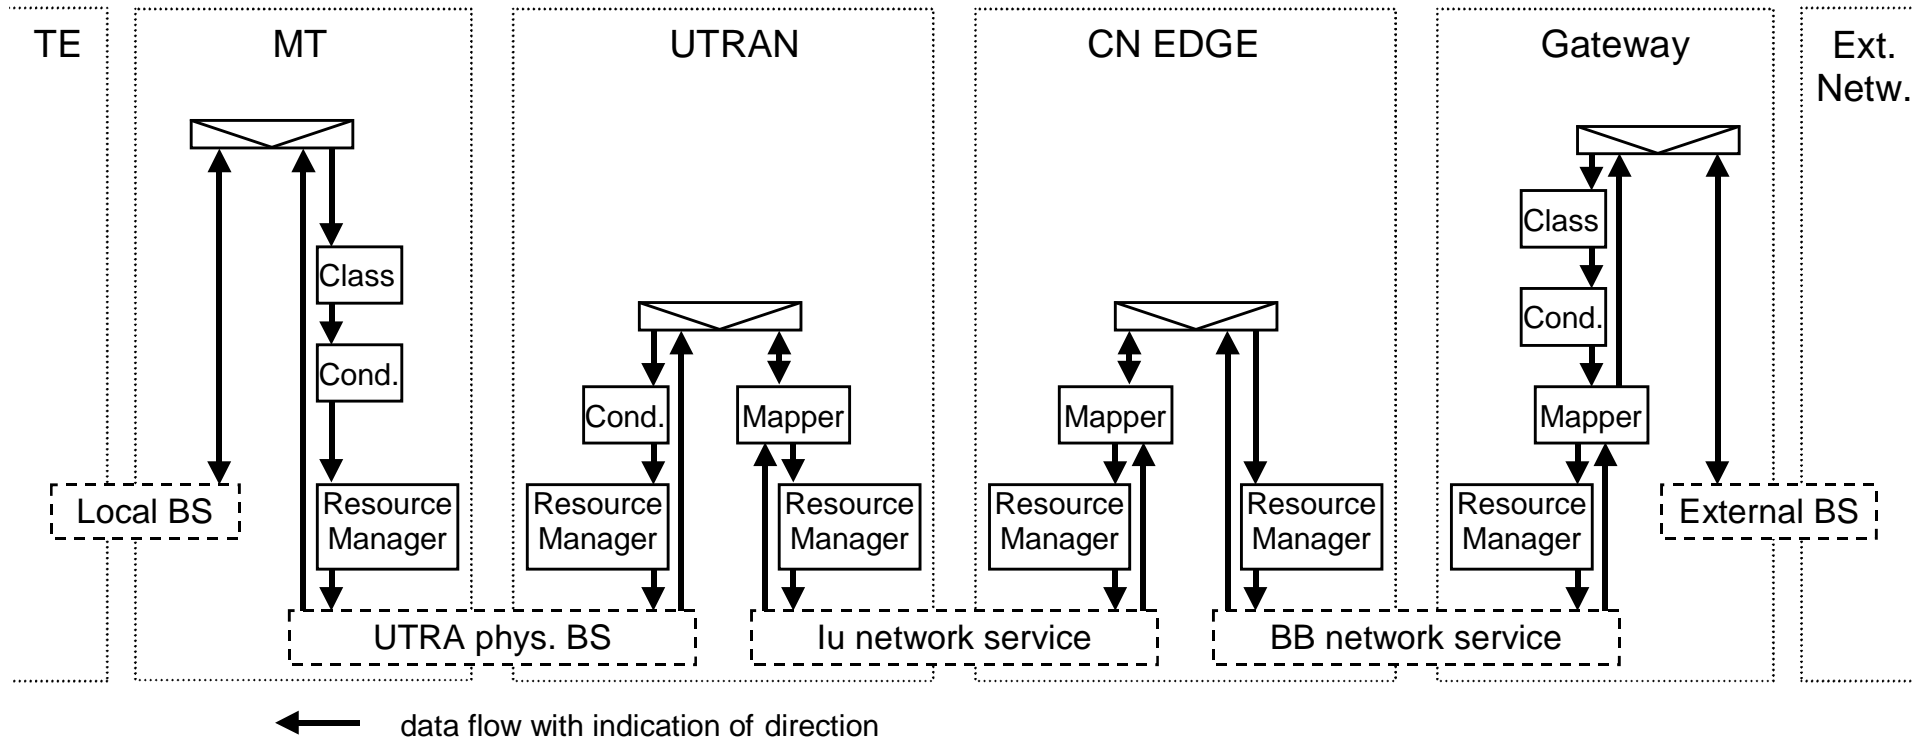 TE
MT
UTRAN
CN EDGE
Gateway
Ext.
Netw.
Class
Cond.
Class
Cond.
Cond.
Mapper
Mapper
Mapper
Local BS
Resource
Manager
Resource
Manager
Resource
Manager
Resource
Manager
Resource
Manager
Resource
Manager
External BS
UTRA phys. BS
Iu network service
BB network service
data flow with indication of direction